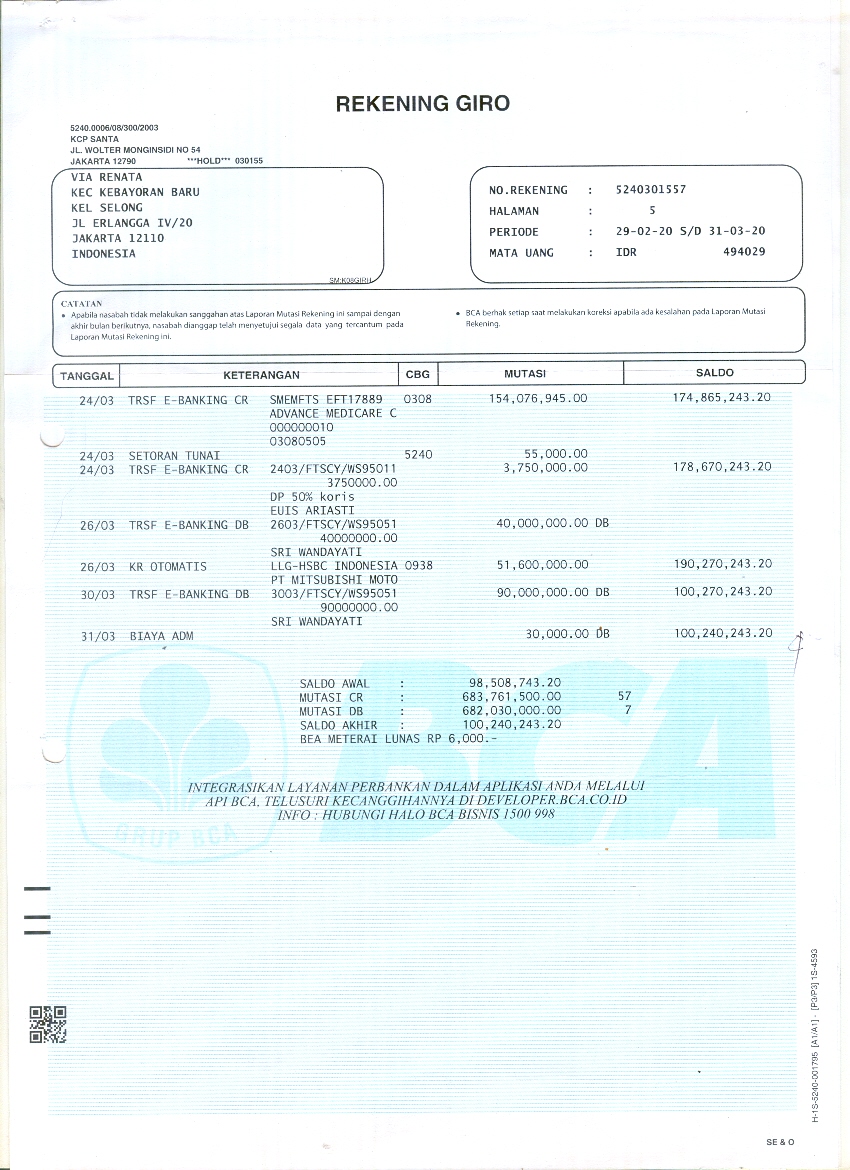 REKENING GIRO
5240.0006/08/300/2003
KCP SANTA
JL. WOLTER MONGINSIDI NO 54
JAKARTA 12790 ***HOLD*** 030155
VIA RENATA
KEC KEBAYORAN BARU
KEL SELONG
JL ERLANGGA IV/20
JAKARTA 12110
INDONESIA
SM:K08GIRH
NO.REKENING : 5240301557
HALAMAN : 5
PERIODE : 29-02-20 S/D 31-03-20
MATA UANG : IDR 494029
CATATAN
• Apabila nasabah tidak melakukan sanggahan atas Laporan Mutasi Rekening ini sampai dengan
akhir bulan berikutnya, nasabah dianggap telah menyetujui segala data yang tercantum pada
Laporan Mutasi Rekening ini.
• BCA berhak setiap saat melakukan koreksi apabila ada kesalahan pada Laporan Mutasi
Rekening.
TANGGAL KETERANGAN CBG MUTASI SALDO
24/03 TRSF E-BANKING CR SMEMFTS EFT17889 0308 154,076,945.00 174,865,243.20
ADVANCE MEDICARE C
000000010
03080505
24/03 SETORAN TUNAI 5240 55,000.00
24/03 TRSF E-BANKING CR 2403/FTSCY/WS95011 3,750,000.00 178,670,243.20
3750000.00
DP 50% koris
EUIS ARIASTI
26/03 TRSF E-BANKING DB 2603/FTSCY/WS95051 40,000,000.00 DB
40000000.00
SRI WANDAYATI
26/03 KR OTOMATIS LLG-HSBC INDONESIA 0938 51,600,000.00 190,270,243.20
PT MITSUBISHI MOTO
30/03 TRSF E-BANKING DB 3003/FTSCY/WS95051 90,000,000.00 DB 100,270,243.20
90000000.00
SRI WANDAYATI
31/03 BIAYA ADM 30,000.00 DB 100,240,243.20
SALDO AWAL : 98,508,743.20
MUTASI CR : 683,761,500.00 57
MUTASI DB : 682,030,000.00 7
SALDO AKHIR : 100,240,243.20
BEA METERAI LUNAS RP 6,000.-
INTEGRASIKAN LAYANAN PERBANKAN DALAM APLIKASI ANDA MELALUI
API BCA. TELUSURI KECANGGIHANNYA DI DEVELOPER.BCA.CO.ID
INFO : HUBUNGI HALO BCA BISNIS 1500 998
GRUP BCA
BCA
H-1S-5240-001795 [A1/A1] - [P3/P3] 1S-4593
SE & O